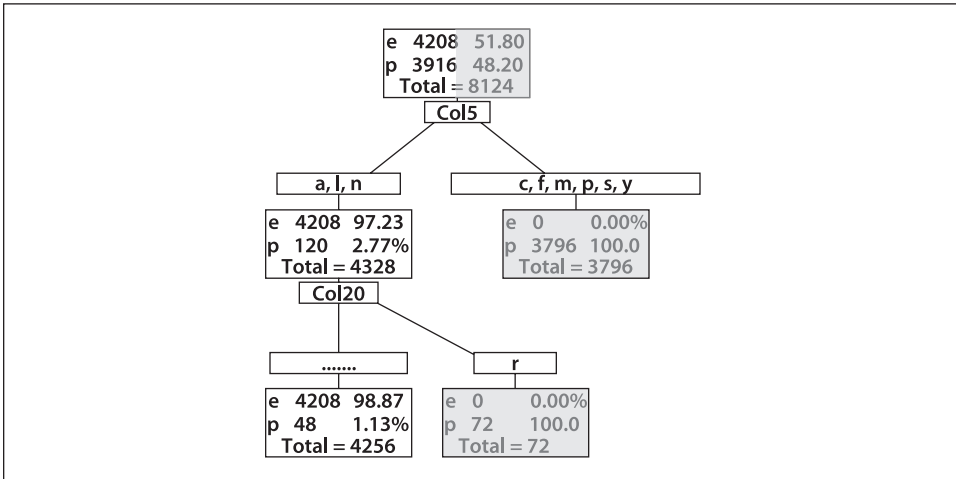 e 4208 51.80
p 3916 48.20
Total = 8124
Col5
a, l, n
c, f, m, p, s, y
e 4208 97.23
p 120 2.77%
Total = 4328
e 0 0.00%
p 3796 100.0
Total = 3796
Col20
.......
r
e 4208 98.87
p 48 1.13%
Total = 4256
e 0 0.00%
p 72 100.0
Total = 72